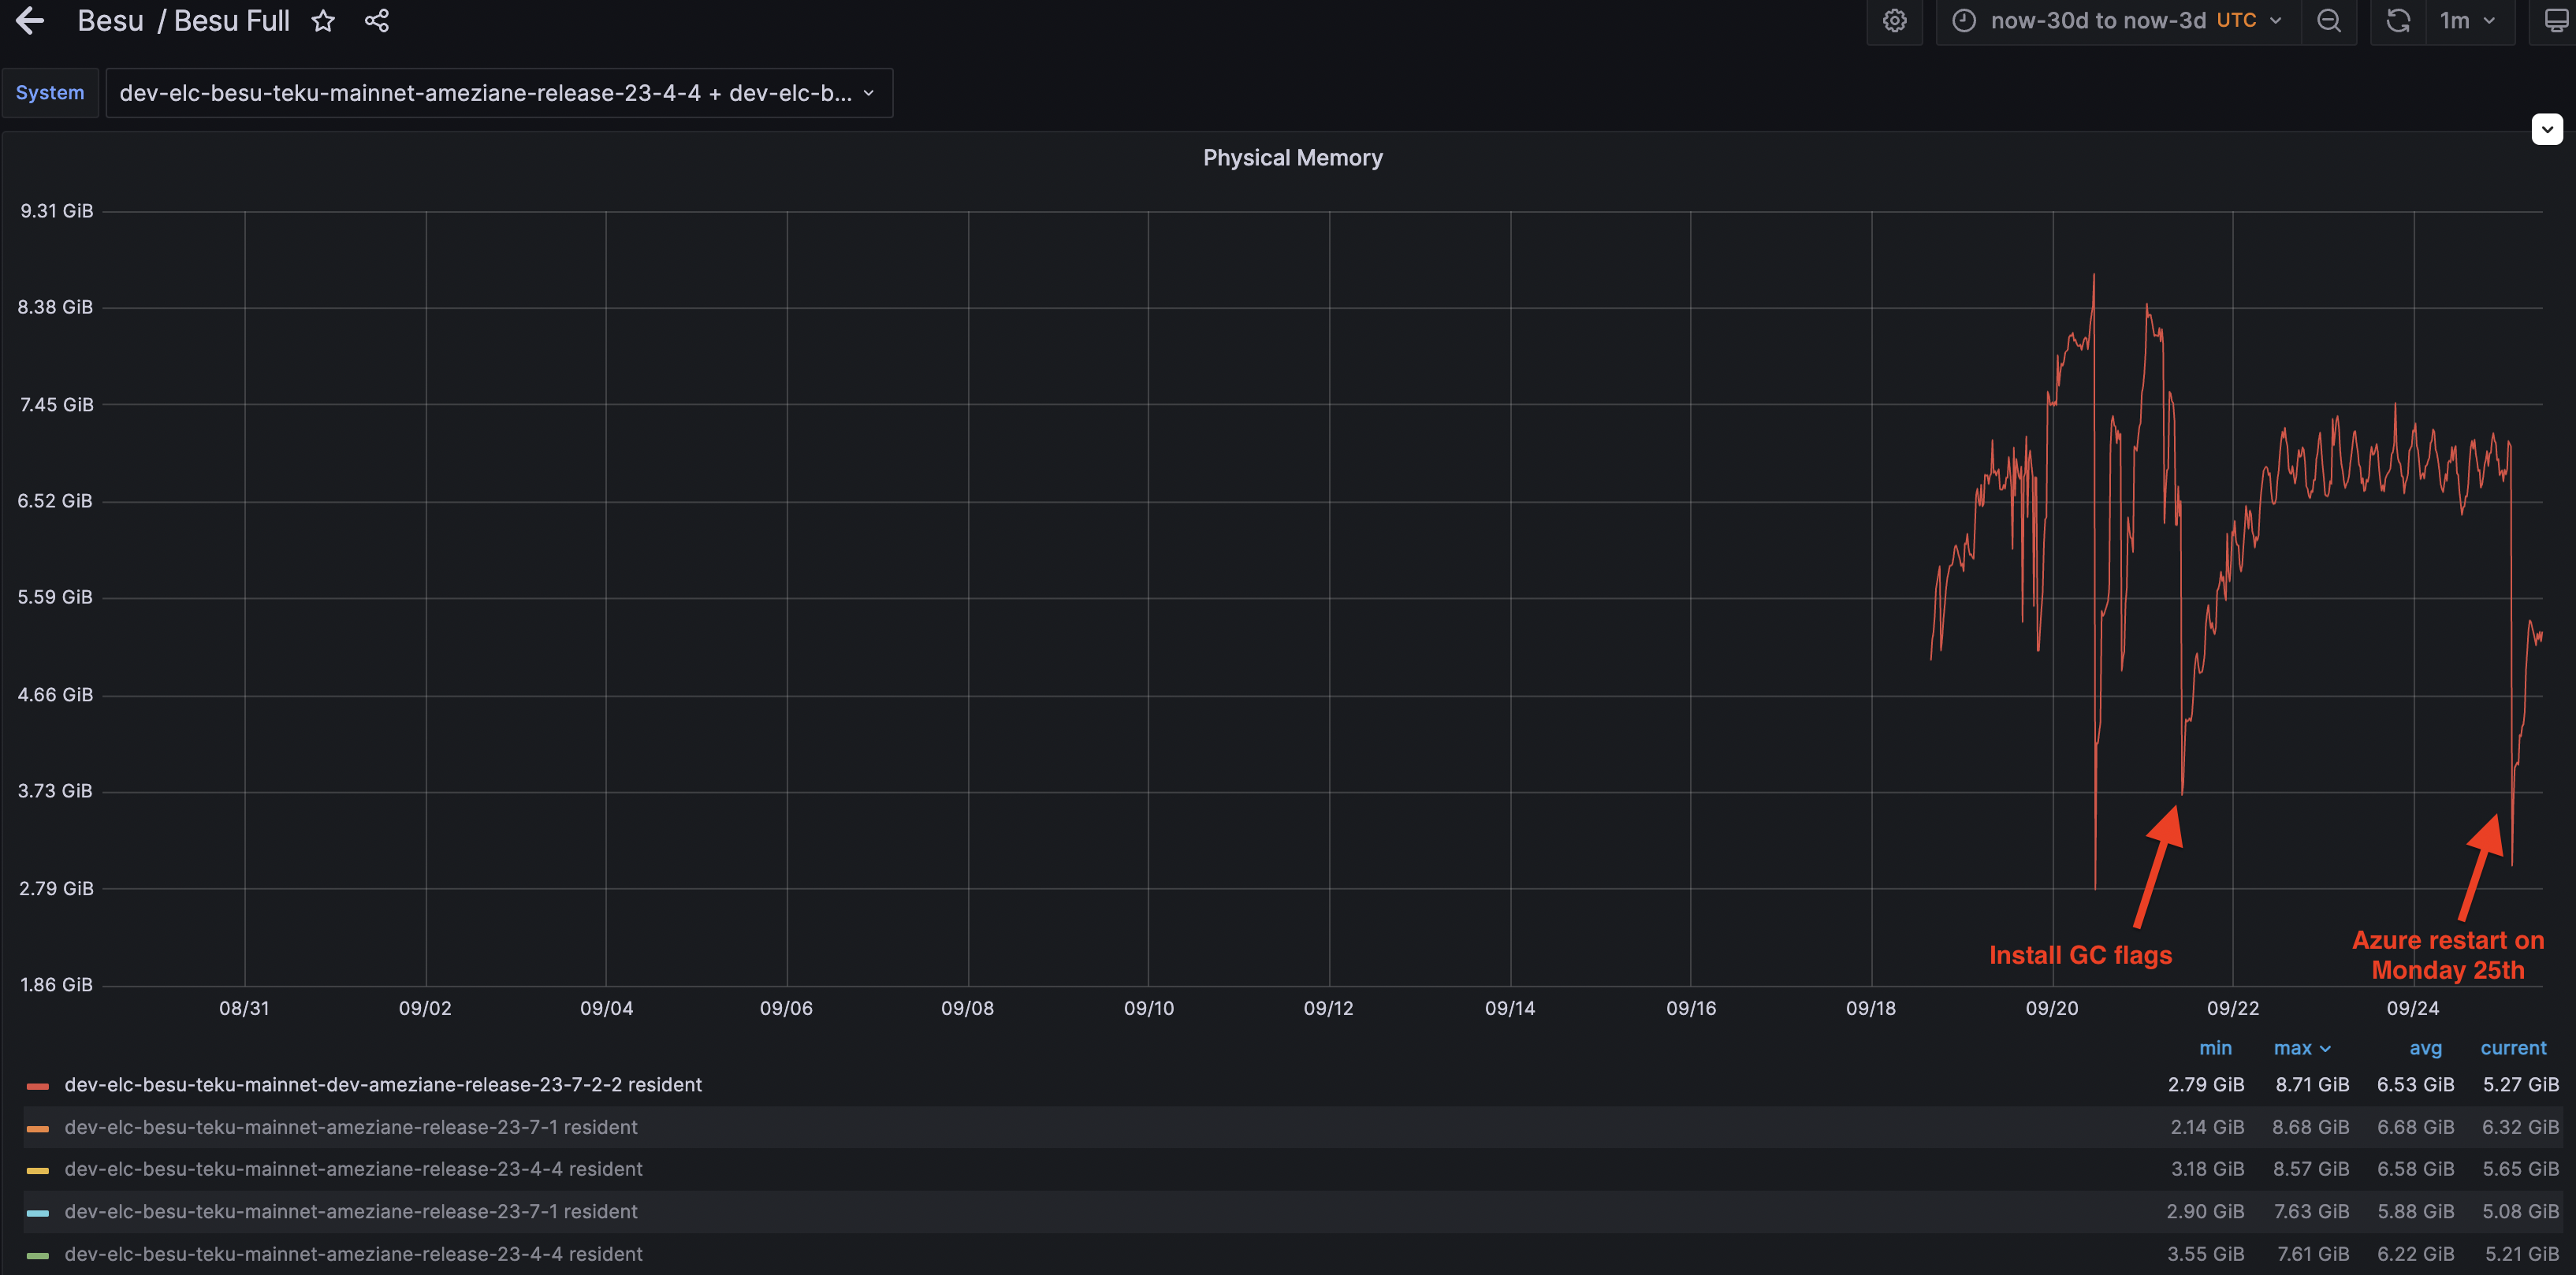 Besu / Besu Full
now-30d to now-3d UTC
1m
System
dev-elc-besu-teku-mainnet-ameziane-release-23-4-4 + dev-elc-b...
Physical Memory
9.31 GiB
8.38 GiB
7.45 GiB
6.52 GiB
5.59 GiB
4.66 GiB
3.73 GiB
2.79 GiB
1.86 GiB
Install GC flags
Azure restart on
Monday 25th
08/31 09/02 09/04 09/06 09/08 09/10 09/12 09/14 09/16 09/18 09/20 09/22 09/24
min max avg current
dev-elc-besu-teku-mainnet-dev-ameziane-release-23-7-2-2 resident 2.79 GiB 8.71 GiB 6.53 GiB 5.27 GiB
dev-elc-besu-teku-mainnet-ameziane-release-23-7-1 resident 2.14 GiB 8.68 GiB 6.68 GiB 6.32 GiB
dev-elc-besu-teku-mainnet-ameziane-release-23-4-4 resident 3.18 GiB 8.57 GiB 6.58 GiB 5.65 GiB
dev-elc-besu-teku-mainnet-ameziane-release-23-7-1 resident 2.90 GiB 7.63 GiB 5.88 GiB 5.08 GiB
dev-elc-besu-teku-mainnet-ameziane-release-23-4-4 resident 3.55 GiB 7.61 GiB 6.22 GiB 5.21 GiB